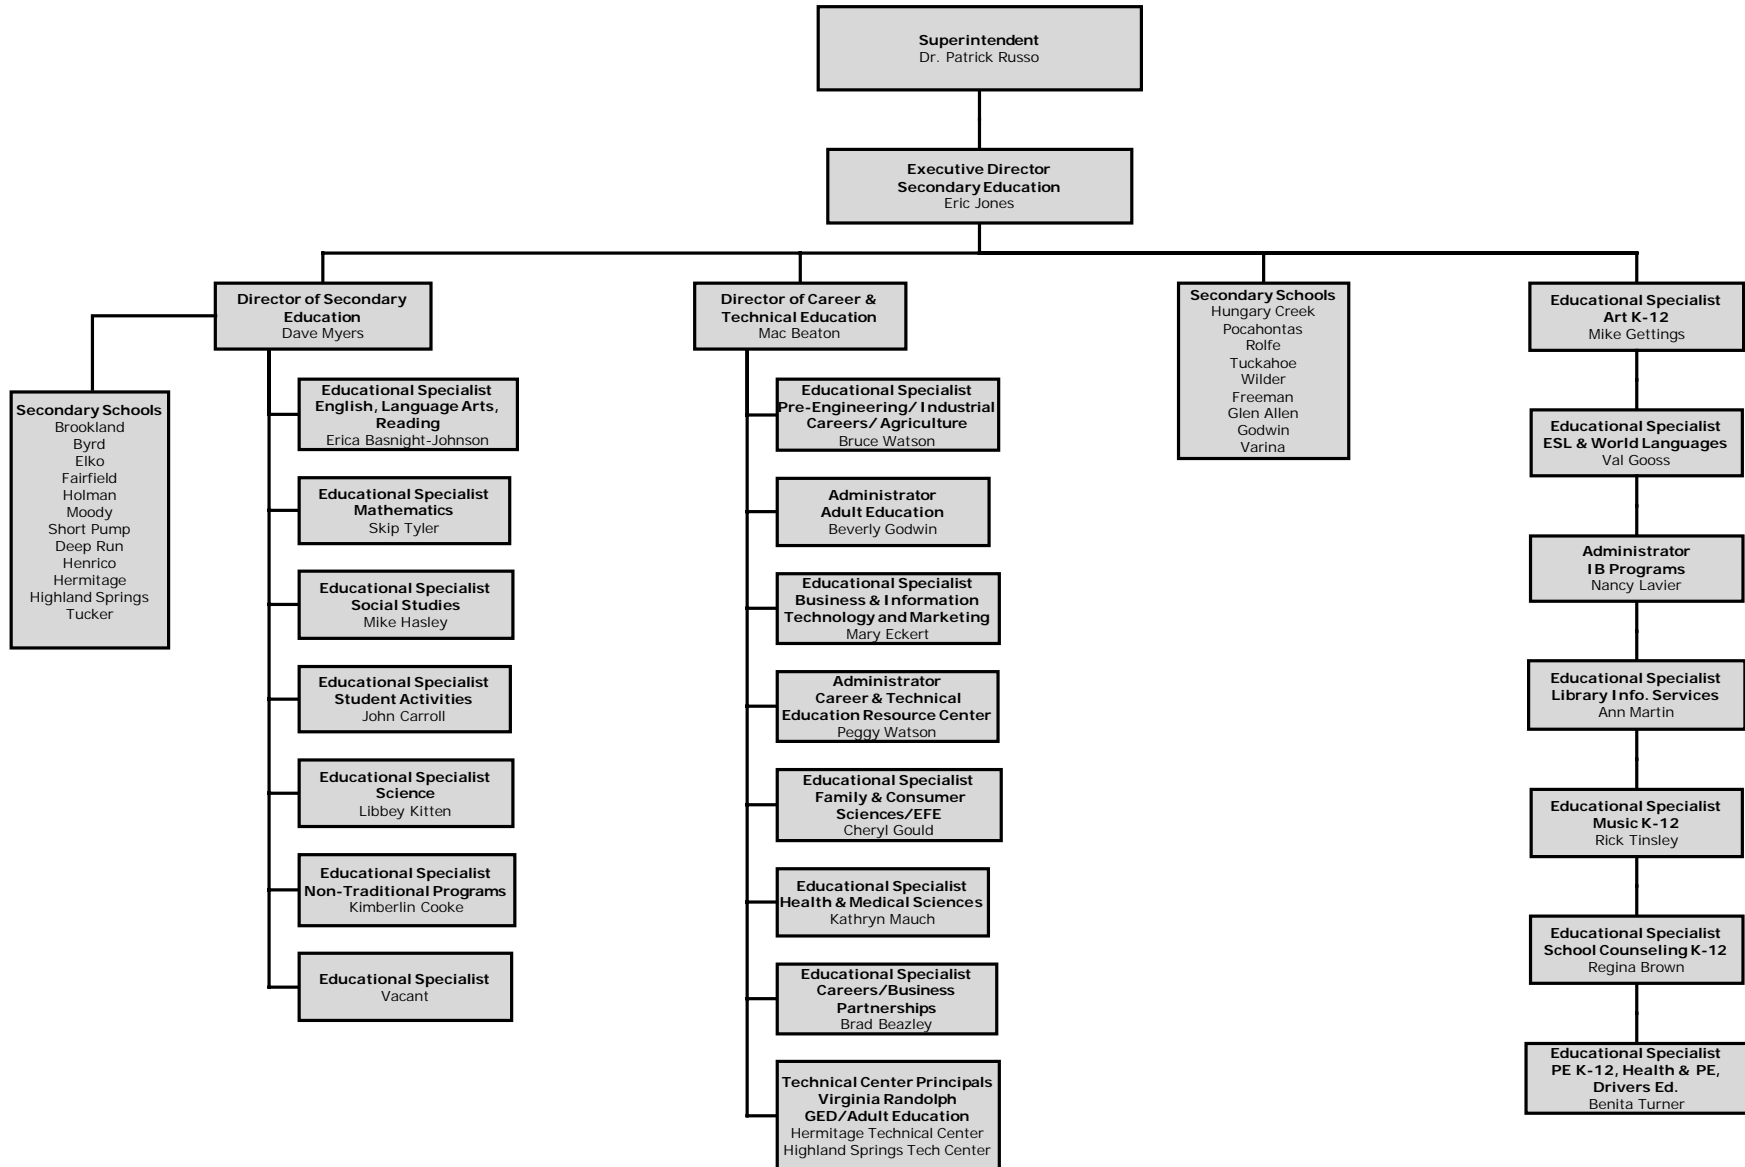 Superintendent
Dr. Patrick Russo
Executive Director
Secondary Education
Eric Jones
Director of Secondary
Education
Dave Myers
Secondary Schools
Brookland
Byrd
Elko
Fairfield
Holman
Moody
Short Pump
Deep Run
Henrico
Hermitage
Highland Springs
Tucker
Educational Specialist
English, Language Arts,
Reading
Erica Basnight-Johnson
Educational Specialist
Mathematics
Skip Tyler
Educational Specialist
Social Studies
Mike Hasley
Educational Specialist
Student Activities
John Carroll
Educational Specialist
Science
Libbey Kitten
Educational Specialist
Non-Traditional Programs
Kimberlin Cooke
Educational Specialist
Vacant
Director of Career &
Technical Education
Mac Beaton
Educational Specialist
Pre-Engineering/Industrial
Careers/Agriculture
Bruce Watson
Administrator
Adult Education
Beverly Godwin
Educational Specialist
Business & Information
Technology and Marketing
Mary Eckert
Administrator
Career & Technical
Education Resource Center
Peggy Watson
Educational Specialist
Family & Consumer
Sciences/EFE
Cheryl Gould
Educational Specialist
Health & Medical Sciences
Kathryn Mauch
Educational Specialist
Careers/Business
Partnerships
Brad Beazley
Technical Center Principals
Virginia Randolph
GED/Adult Education
Hermitage Technical Center
Highland Springs Tech Center
Secondary Schools
Hungary Creek
Pocahontas
Rolfe
Tuckahoe
Wilder
Freeman
Glen Allen
Godwin
Varina
Educational Specialist
Art K-12
Mike Gettings
Educational Specialist
ESL & World Languages
Val Gooss
Administrator
IB Programs
Nancy Lavier
Educational Specialist
Library Info. Services
Ann Martin
Educational Specialist
Music K-12
Rick Tinsley
Educational Specialist
School Counseling K-12
Regina Brown
Educational Specialist
PE K-12, Health & PE,
Drivers Ed.
Benita Turner